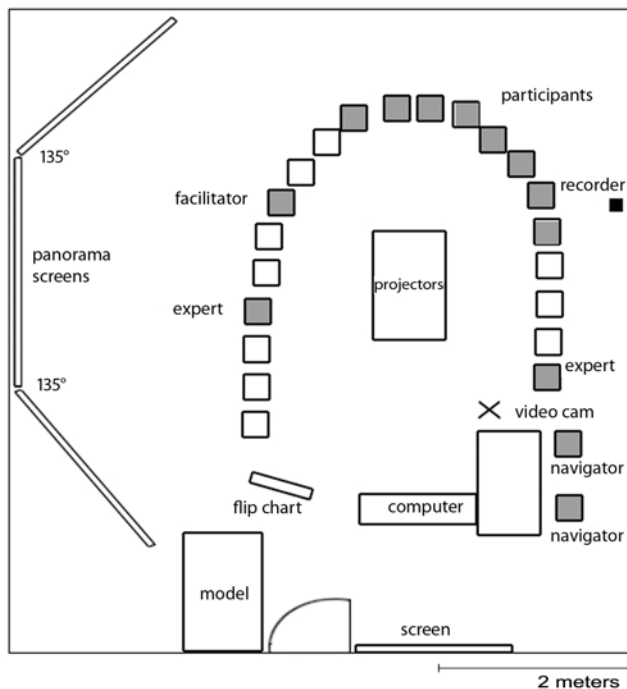 participants
135°
recorder
facilitator
panorama
screens
projectors
expert
135°
expert
video cam
navigator
flip chart
computer
navigator
model
screen
2 meters